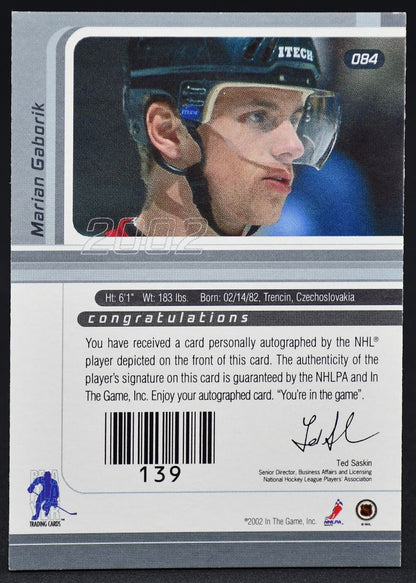 ITECH
084
Marian Gaborik
2002
Ht: 6'1" Wt: 183 lbs. Born: 02/14/82, Trencin, Czechoslovakia
congratulations
You have received a card personally autographed by the NHL®
player depicted on the front of this card. The authenticity of
the player's signature on this card is guaranteed by the NHLPA and In
The Game, Inc. Enjoy your autographed card. "You're in the game".
139
Ted Saskin
Senior Director, Business Affairs and Licensing
National Hockey League Players' Association
TRADING CARDS™
©2002 In The Game, Inc.
NHLPA
© NHL